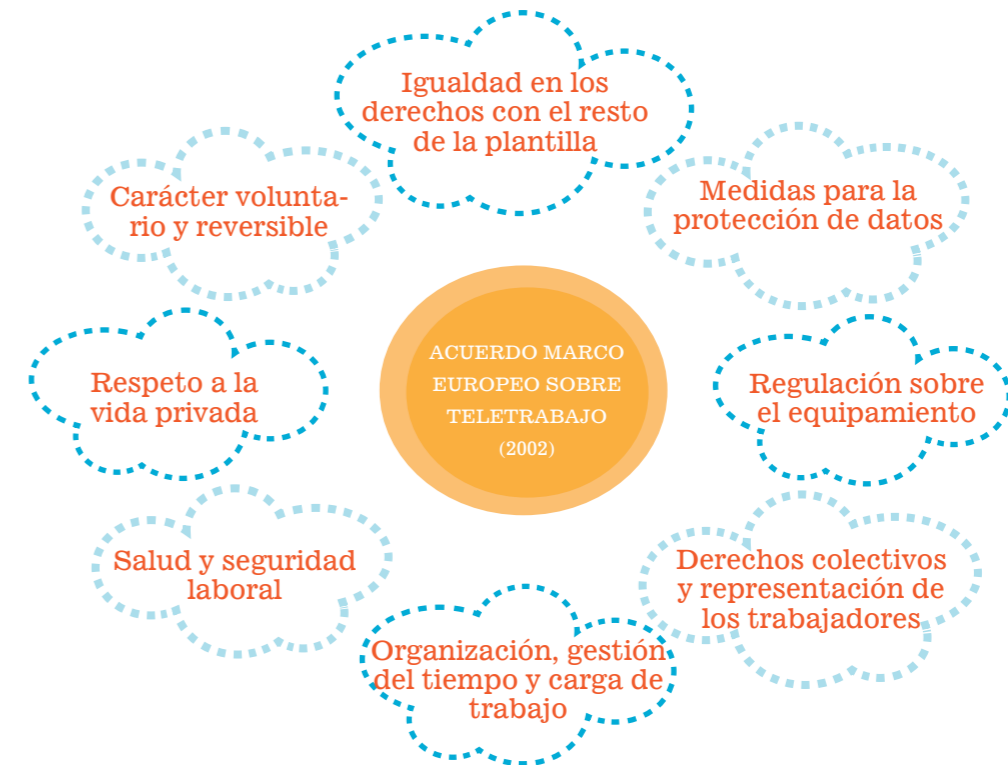 Igualdad en los
derechos con el resto
de la plantilla
Carácter volunta-
rio y reversible
Medidas para la
protección de datos
ACUERDO MARCO
EUROPEO SOBRE
TELETRABAJO
(2002)
Respeto a la
vida privada
Regulación sobre
el equipamiento
Salud y seguridad
laboral
Derechos colectivos
y representación de
los trabajadores
Organización, gestión
del tiempo y carga de
trabajo